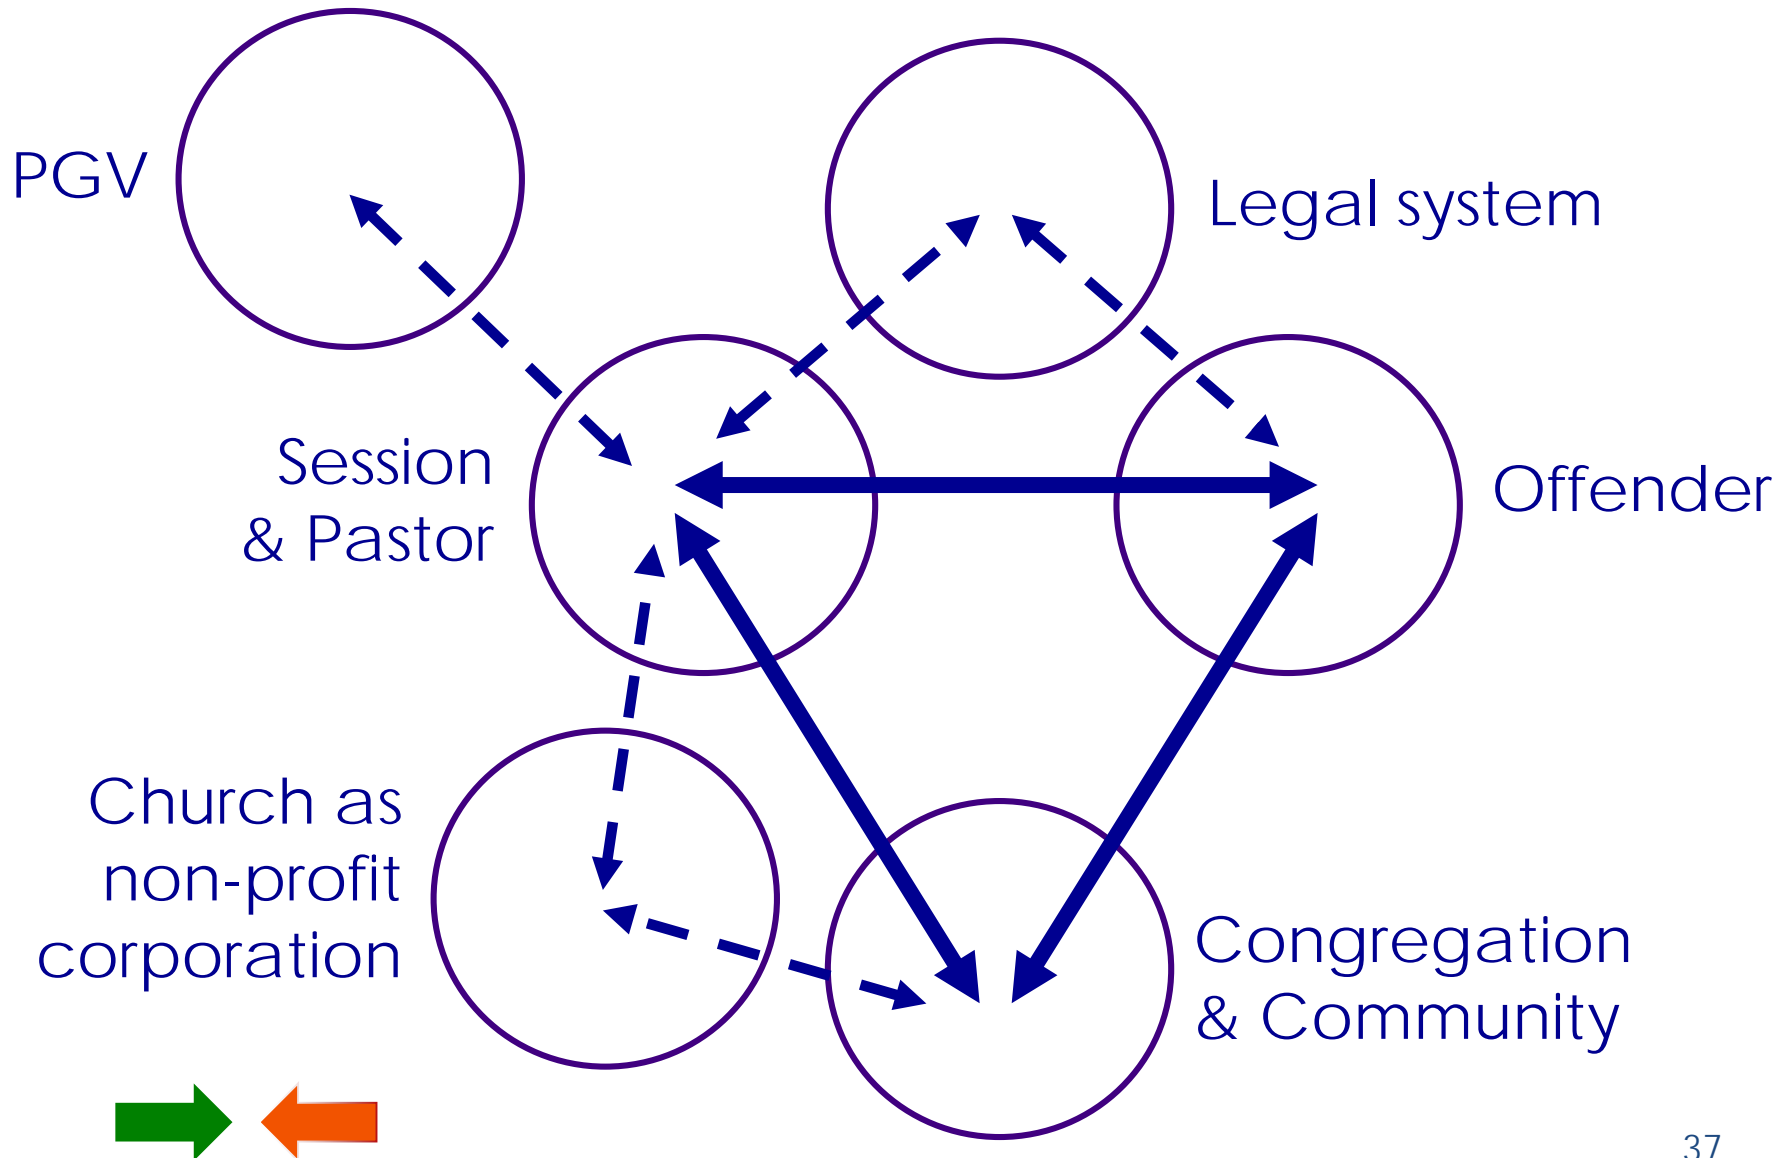 PGV
Legal system
Session
& Pastor
Offender
Church as
non-profit
corporation
Congregation
& Community
37